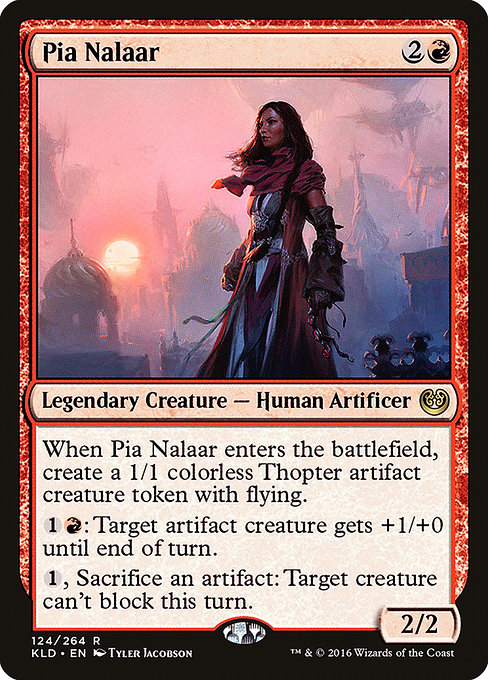 Pia Nalaar 2
Legendary Creature — Human Artificer
When Pia Nalaar enters the battlefield,
create a 1/1 colorless Thopter artifact
creature token with flying.
1 : Target artifact creature gets +1/+0
until end of turn.
1, Sacrifice an artifact: Target creature
can't block this turn.
2/2
124/264 R
KLD • EN Tyler Jacobson
™ & © 2016 Wizards of the Coast